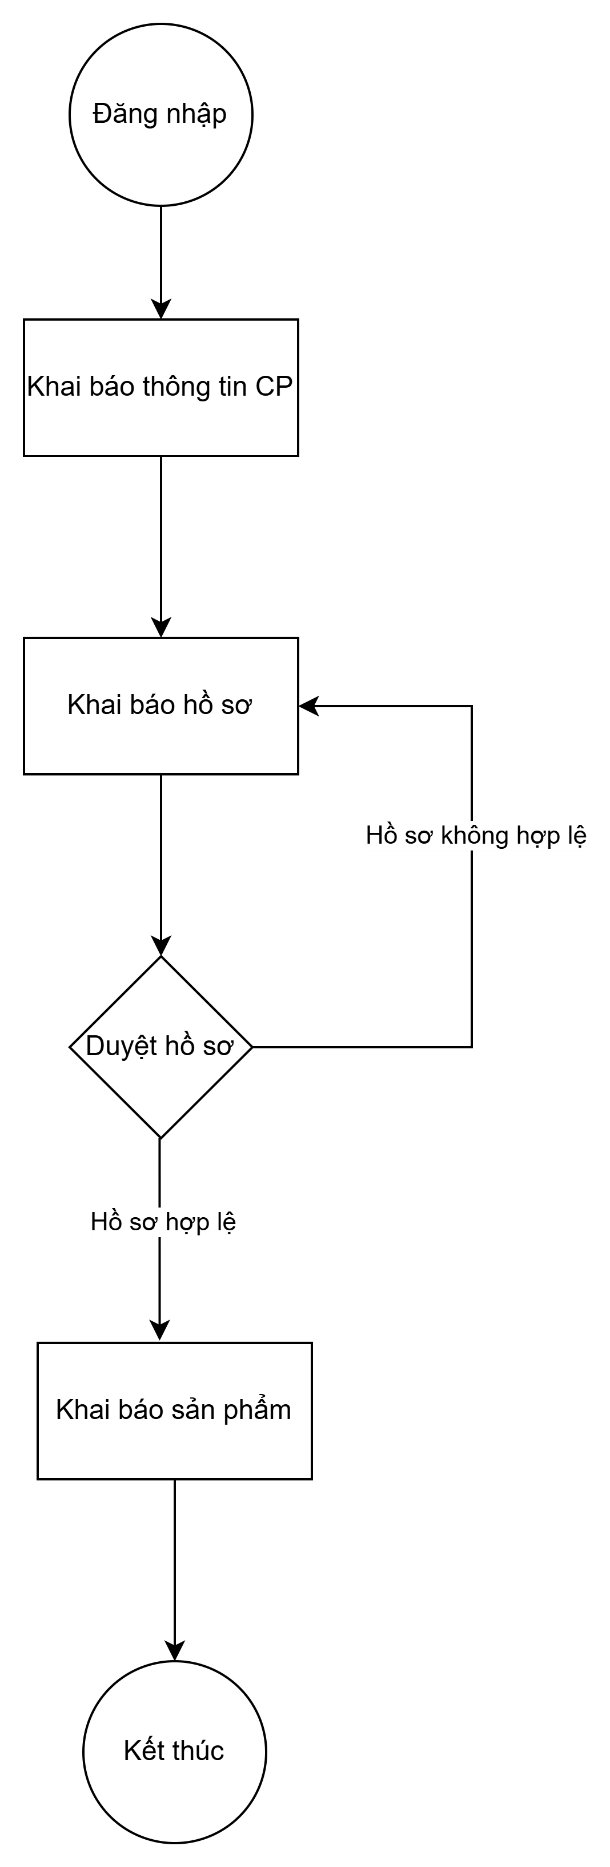 Đăng nhập
Khai báo thông tin CP
Khai báo hồ sơ
Hồ sơ không hợp lệ
Duyệt hồ sơ
Hồ sơ hợp lệ
Khai báo sản phẩm
Kết thúc